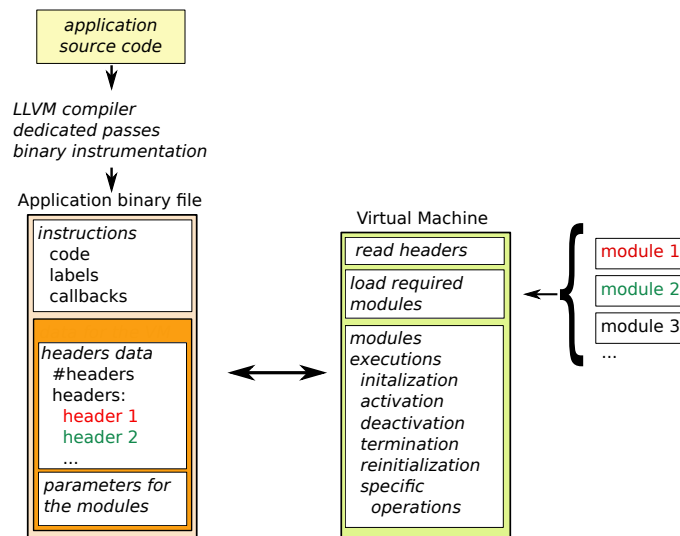 application
source code
LLVM compiler
dedicated passes
binary instrumentation
Application binary file
instructions
code
labels
callbacks
headers data
#headers
headers:
header 1
header 2
...
parameters for
the modules
Virtual Machine
read headers
load required
modules
modules
executions
initalization
activation
deactivation
termination
reinitialization
specific
operations
module 1
module 2
module 3
...